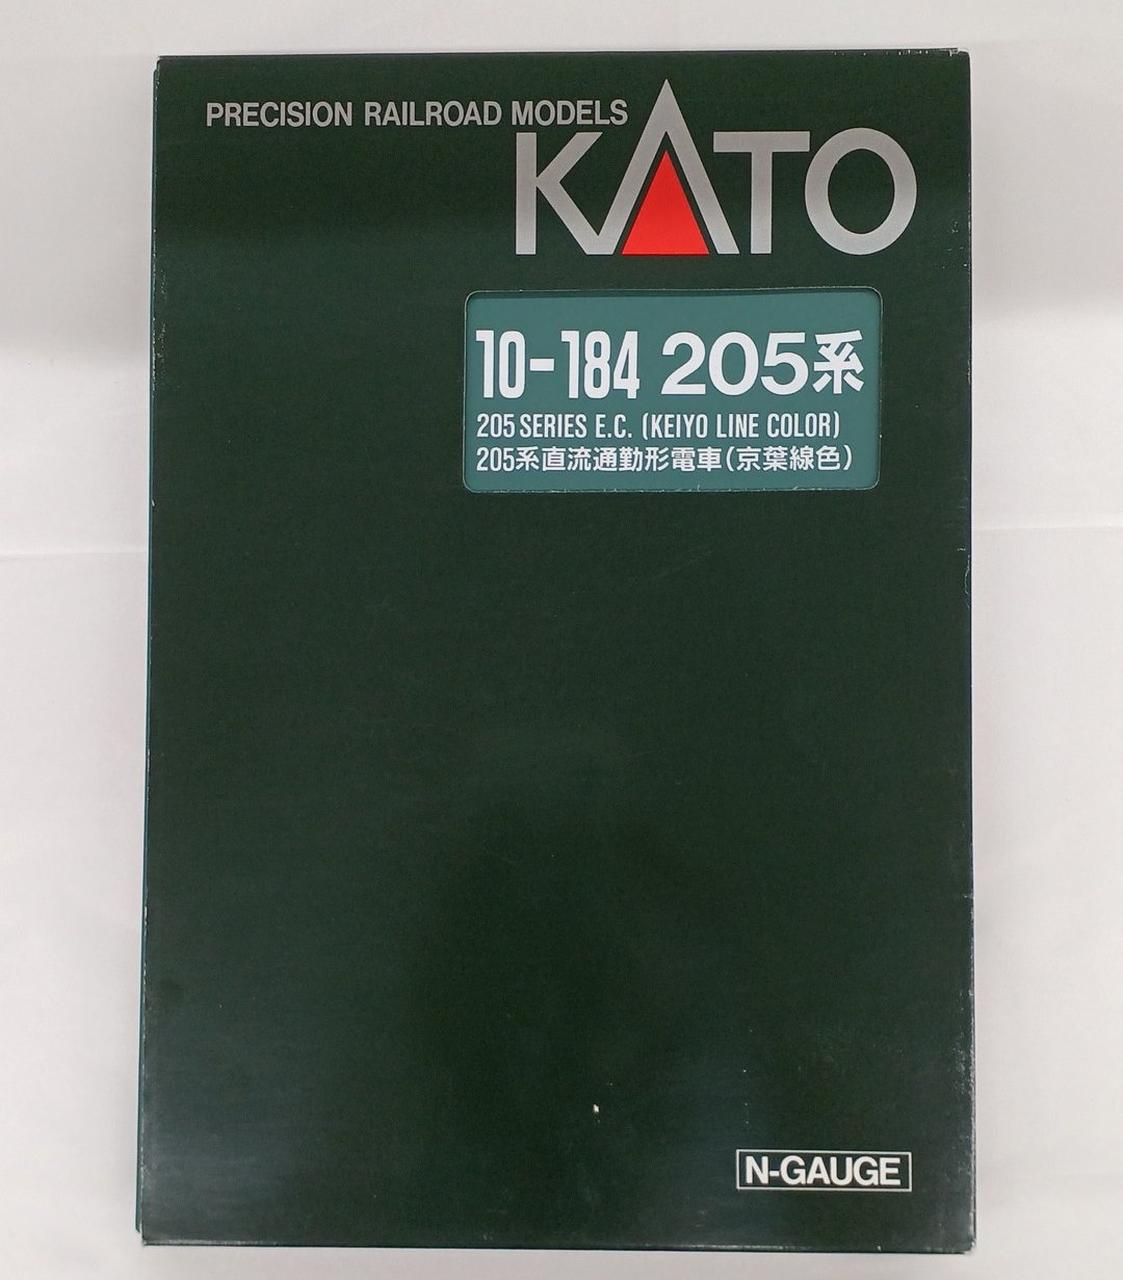 PRECISION RAILROAD MODELS
KATO
10-184 205系
205 SERIES E.C. (KEIYO LINE COLOR)
205系直流通勤形電車(京葉線色)
N-GAUGE